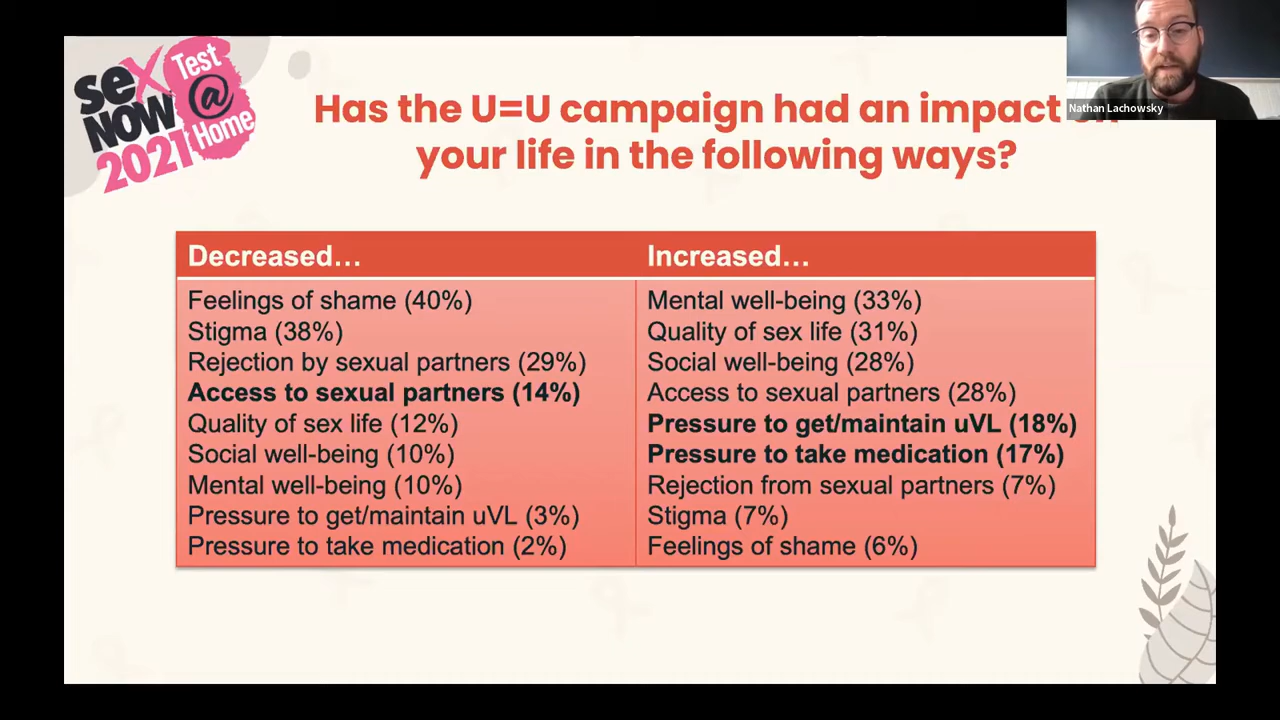 sex
NOW
2021
Test
@
Home
Has the U=U campaign had an impact
your life in the following ways?
Nathan Lachowsky
Decreased…
Feelings of shame (40%)
Stigma (38%)
Rejection by sexual partners (29%)
Access to sexual partners (14%)
Quality of sex life (12%)
Social well-being (10%)
Mental well-being (10%)
Pressure to get/maintain uVL (3%)
Pressure to take medication (2%)
Increased…
Mental well-being (33%)
Quality of sex life (31%)
Social well-being (28%)
Access to sexual partners (28%)
Pressure to get/maintain uVL (18%)
Pressure to take medication (17%)
Rejection from sexual partners (7%)
Stigma (7%)
Feelings of shame (6%)